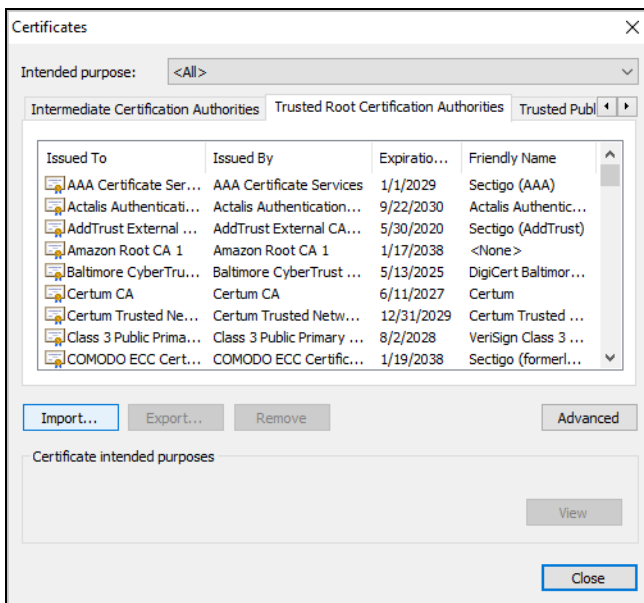 Certificates
Intended purpose: <All>
Intermediate Certification Authorities Trusted Root Certification Authorities Trusted Publ
Issued To Issued By Expiratio... Friendly Name
AAA Certificate Ser... AAA Certificate Services 1/1/2029 Sectigo (AAA)
Actalis Authenticati... Actalis Authentication... 9/22/2030 Actalis Authentic...
AddTrust External ... AddTrust External CA... 5/30/2020 Sectigo (AddTrust)
Amazon Root CA 1 Amazon Root CA 1 1/17/2038 <None>
Baltimore CyberTru... Baltimore CyberTrust ... 5/13/2025 DigiCert Baltimor...
Certum CA Certum CA 6/11/2027 Certum
Certum Trusted Ne... Certum Trusted Netw... 12/31/2029 Certum Trusted ...
Class 3 Public Prima... Class 3 Public Primary ... 8/2/2028 VeriSign Class 3 ...
COMODO ECC Cert... COMODO ECC Certific... 1/19/2038 Sectigo (formerl...
Import... Export... Remove Advanced
Certificate intended purposes
View
Close